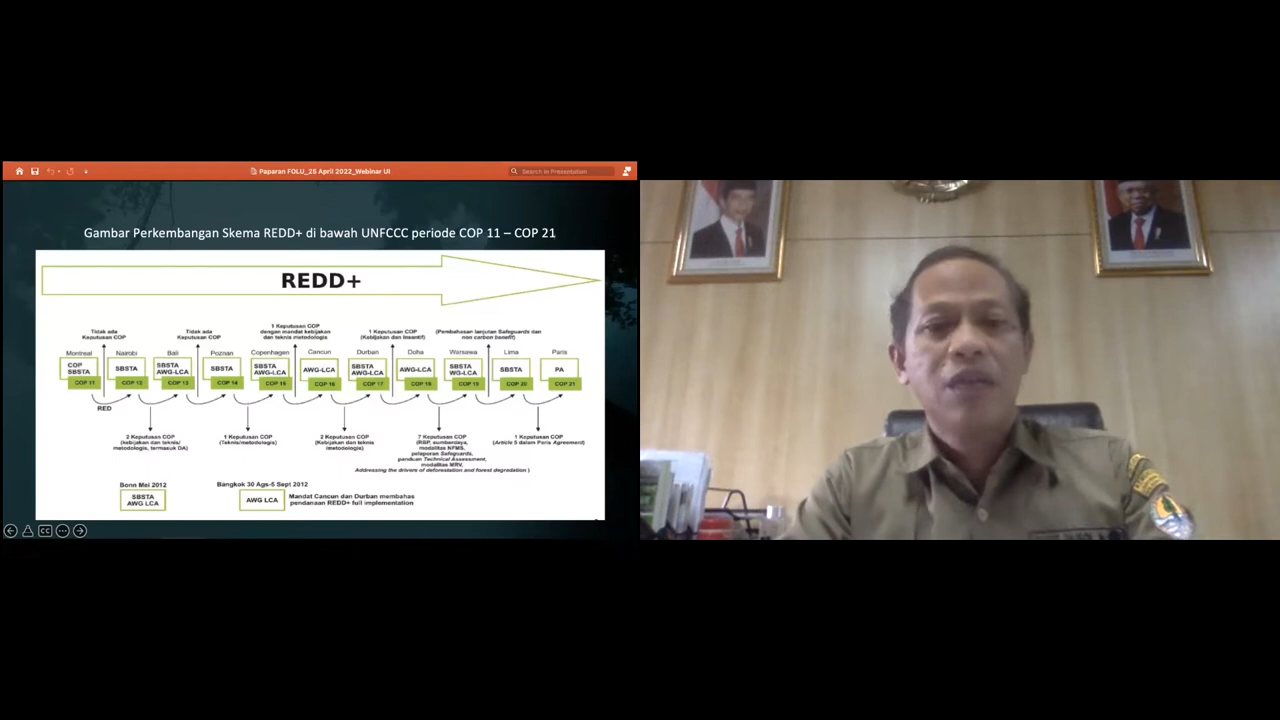 Paparan FOLU_25 April 2022_Webinar UI
Search in Presentation
Gambar Perkembangan Skema REDD+ di bawah UNFCCC periode COP 11 – COP 21
REDD+
Tidak ada
Keputusan COP
Tidak ada
Keputusan COP
1 Keputusan COP
dengan mandat kebijakan
dan teknis metodologis
1 Keputusan COP
(Kebijakan dan Insentif)
(Pembahasan lanjutan Safeguards dan
non carbon benefit)
Montreal
COP
SBSTA
COP 11
Nairobi
SBSTA
COP 12
Bali
SBSTA
AWG-LCA
COP 13
Poznan
SBSTA
COP 14
Copenhagen
SBSTA
AWG-LCA
COP 15
Cancun
AWG-LCA
COP 16
Durban
SBSTA
AWG-LCA
COP 17
Doha
AWG-LCA
COP 18
Warsawa
SBSTA
WG-LCA
COP 19
Lima
SBSTA
COP 20
Paris
PA
COP 21
RED
2 Keputusan COP
(kebijakan dan teknis/
metodologis, termasuk DA)
1 Keputusan COP
(Teknis/metodologis)
2 Keputusan COP
(Kebijakan dan teknis
metodologis)
7 Keputusan COP
(RBP, sumberdaya,
modalitas NFMS,
pelaporan Safeguards,
panduan Technical Assessment,
modalitas MRV,
Addressing the drivers of deforestation and forest degradation )
1 Keputusan COP
(Article 5 dalam Paris Agreement)
Bonn Mei 2012
SBSTA
AWG LCA
Bangkok 30 Ags-5 Sept 2012
AWG LCA
Mandat Cancun dan Durban membahas
pendanaan REDD+ full implementation
CC